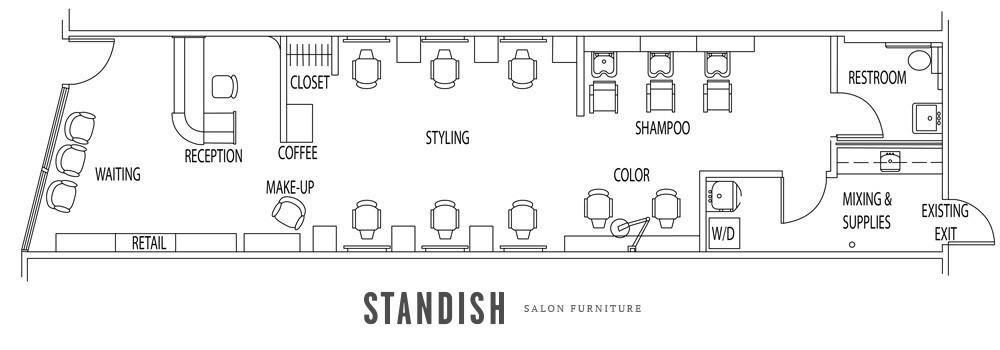 CLOSET
RESTROOM
STYLING
SHAMPOO
RECEPTION
COFFEE
WAITING
COLOR
MAKE-UP
MIXING &
SUPPLIES
EXISTING
EXIT
W/D
RETAIL
STANDISH SALON FURNITURE